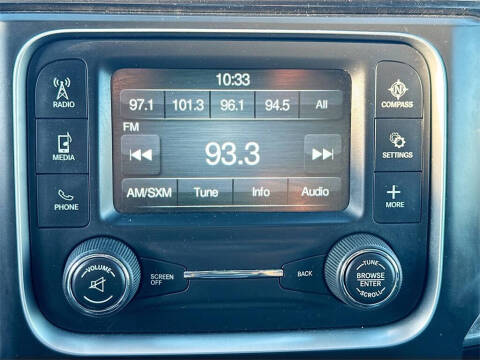 10:33
97.1 101.3 96.1 94.5 All
FM
93.3
AM/SXM Tune Info Audio
RADIO
MEDIA
PHONE
N
COMPASS
SETTINGS
MORE
VOLUME
SCREEN
OFF
BACK
TUNE
BROWSE
ENTER
SCROLL